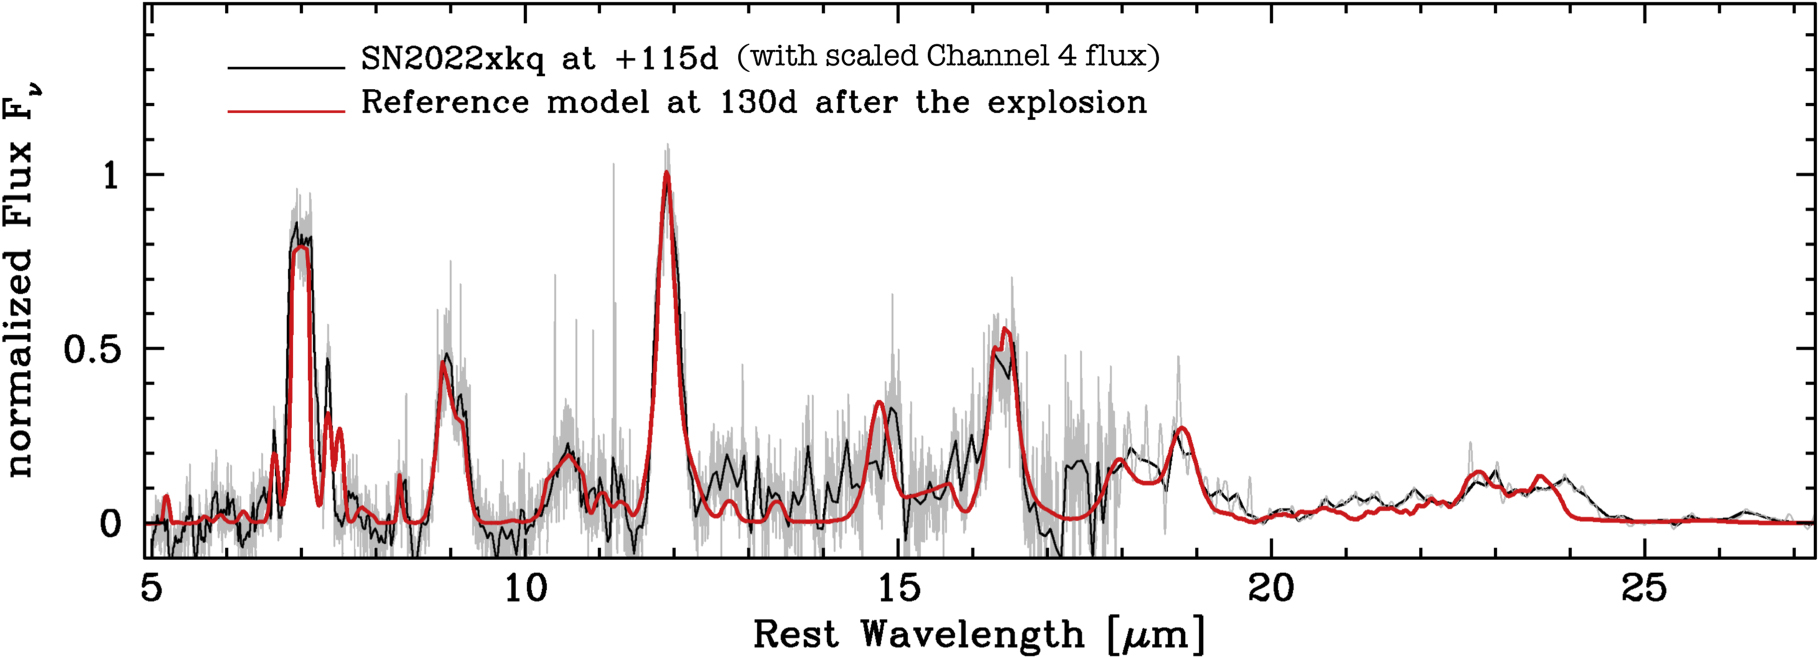 SN2022xkq at +115d (with scaled Channel 4 flux)
Reference model at 130d after the explosion
normalized Flux Fν
1
0.5
0
5 10 15 20 25
Rest Wavelength [μm]